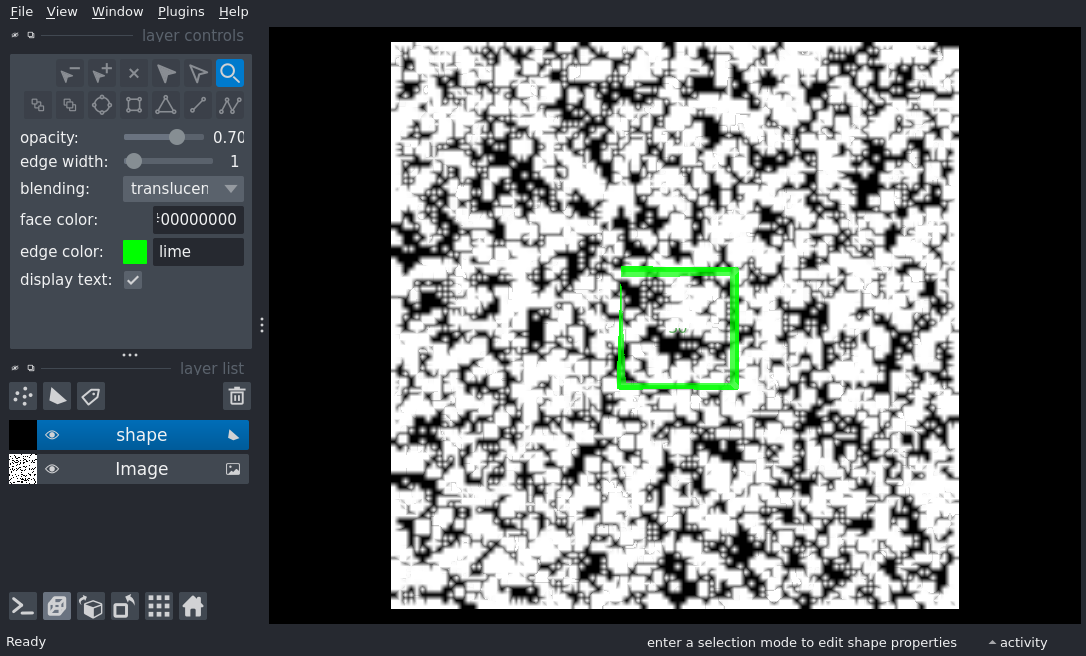 File View Window Plugins Help
layer controls
opacity: 0.70
edge width: 1
blending: translucen
face color: 00000000
edge color: lime
display text:
layer list
shape
Image
Ready
enter a selection mode to edit shape properties
activity